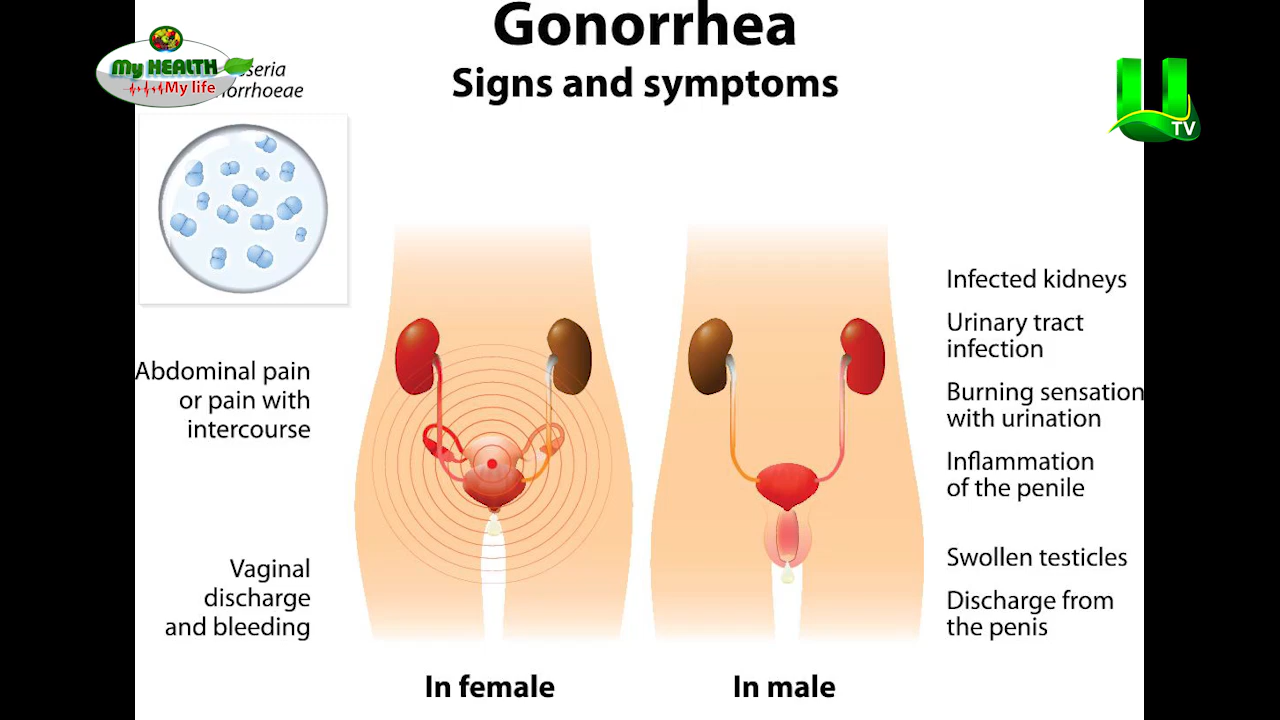 Gonorrhea
Signs and symptoms
My HEALTH
My life
U
TV
Abdominal pain
or pain with
intercourse
Vaginal
discharge
and bleeding
Infected kidneys
Urinary tract
infection
Burning sensation
with urination
Inflammation
of the penile
Swollen testicles
Discharge from
the penis
In female
In male